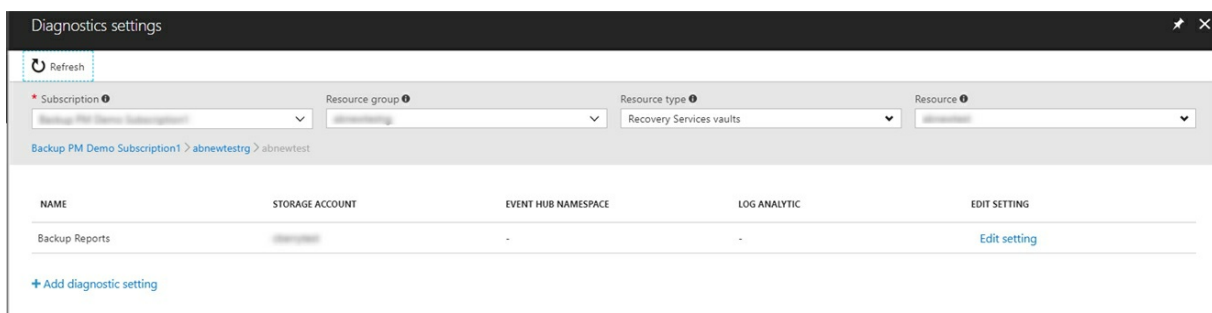 Diagnostics settings
Refresh
* Subscription Resource group Resource type Resource
Recovery Services vaults
Backup PM Demo Subscription1 > abnewtestrg > abnewtest
NAME STORAGE ACCOUNT EVENT HUB NAMESPACE LOG ANALYTIC EDIT SETTING
Backup Reports - - Edit setting
+ Add diagnostic setting